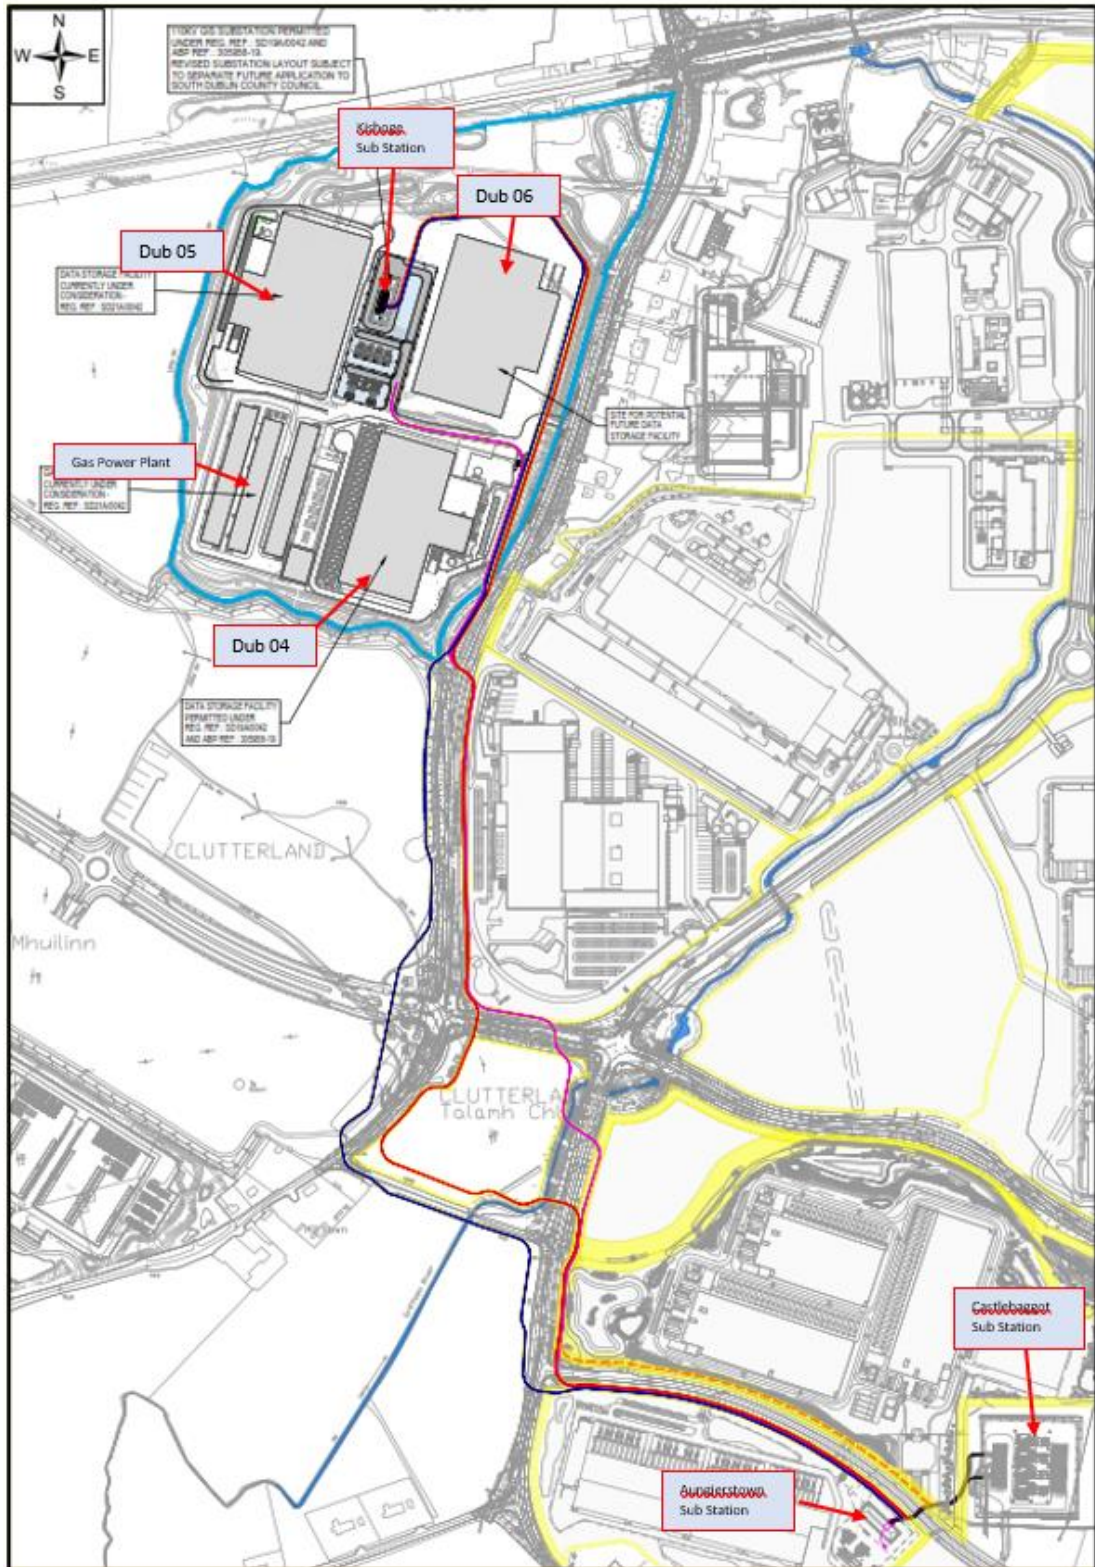 N
W E
S
110KV GIS SUBSTATION PERMITTED
UNDER REG. REF.: SD19A/0042 AND
ABP REF.: 305858-19.
REVISED SUBSTATION LAYOUT SUBJECT
TO SEPARATE FUTURE APPLICATION TO
SOUTH DUBLIN COUNTY COUNCIL.
Kishoge
Sub Station
Dub 06
Dub 05
DATA STORAGE FACILITY
CURRENTLY UNDER
CONSIDERATION -
REG. REF.: SD21A/0042
SITE FOR POTENTIAL
FUTURE DATA
STORAGE FACILITY
Gas Power Plant
CURRENTLY UNDER
CONSIDERATION -
REG. REF.: SD21A/0042
Dub 04
DATA STORAGE FACILITY
PERMITTED UNDER
REG. REF.: SD19A/0042
AND ABP REF.: 305858-19
CLUTTERLAND
Mhuilinn
CLUTTERLA
Talamh Chl
Castlebaggot
Sub Station
Aungierstown
Sub Station